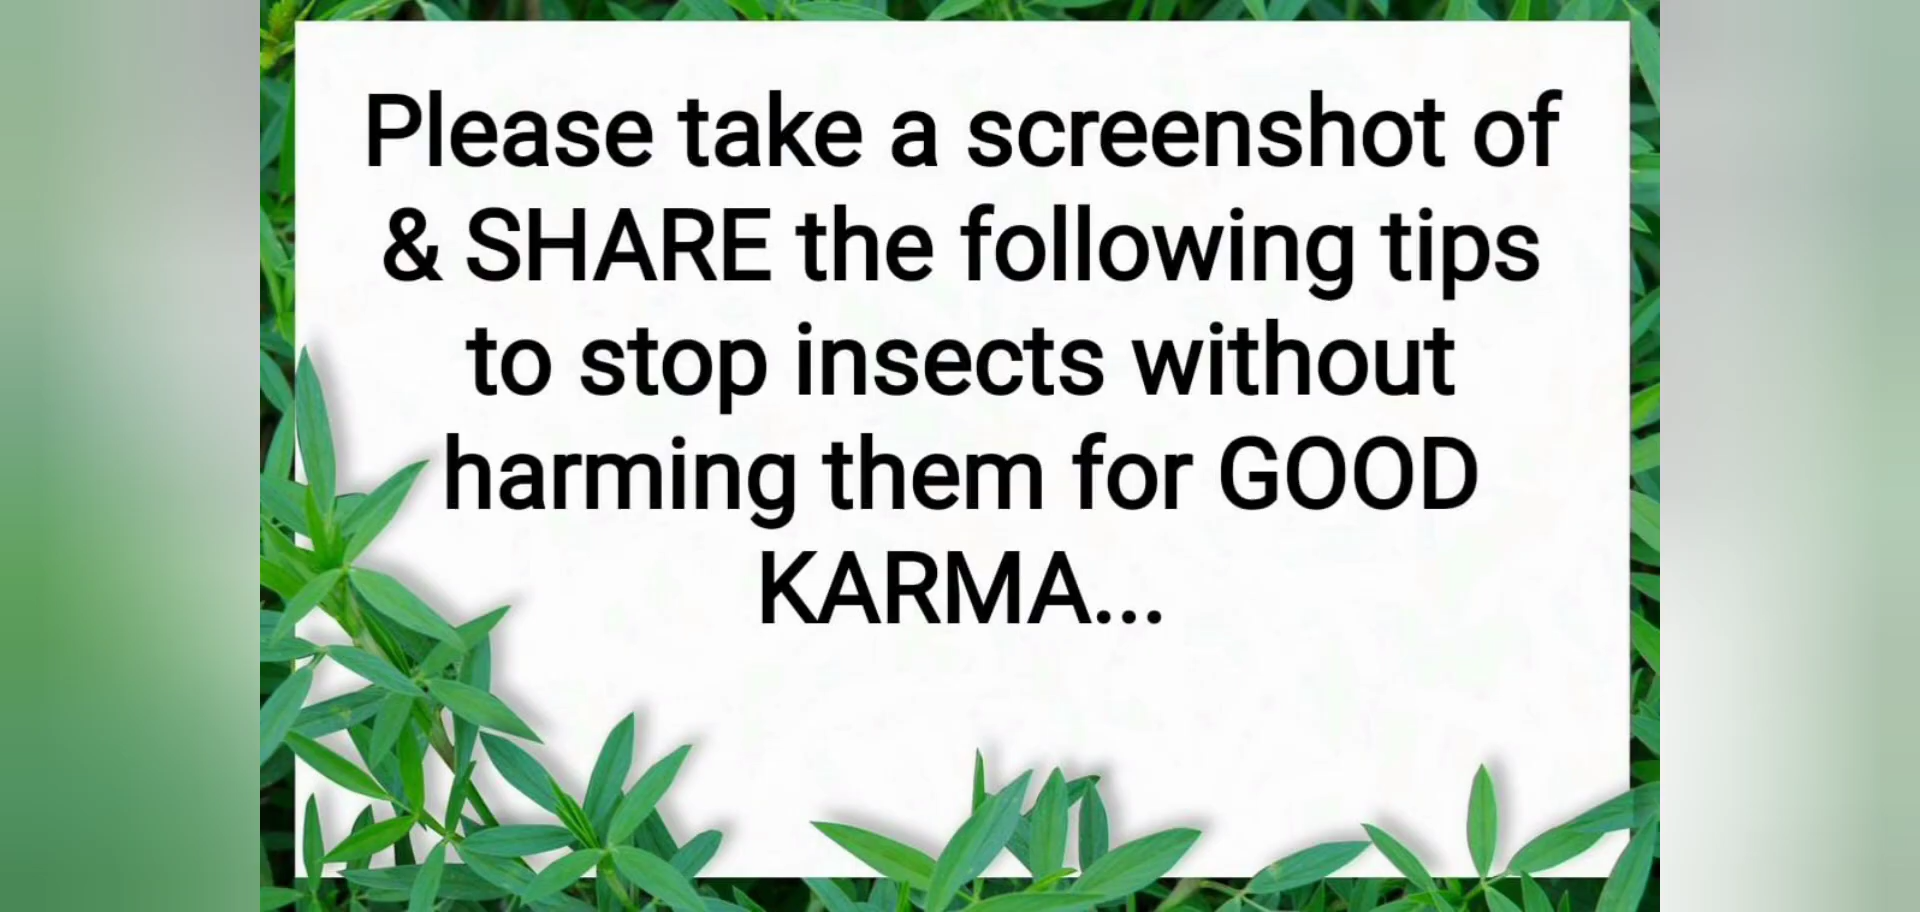 Please take a screenshot of
& SHARE the following tips
to stop insects without
harming them for GOOD
KARMA...